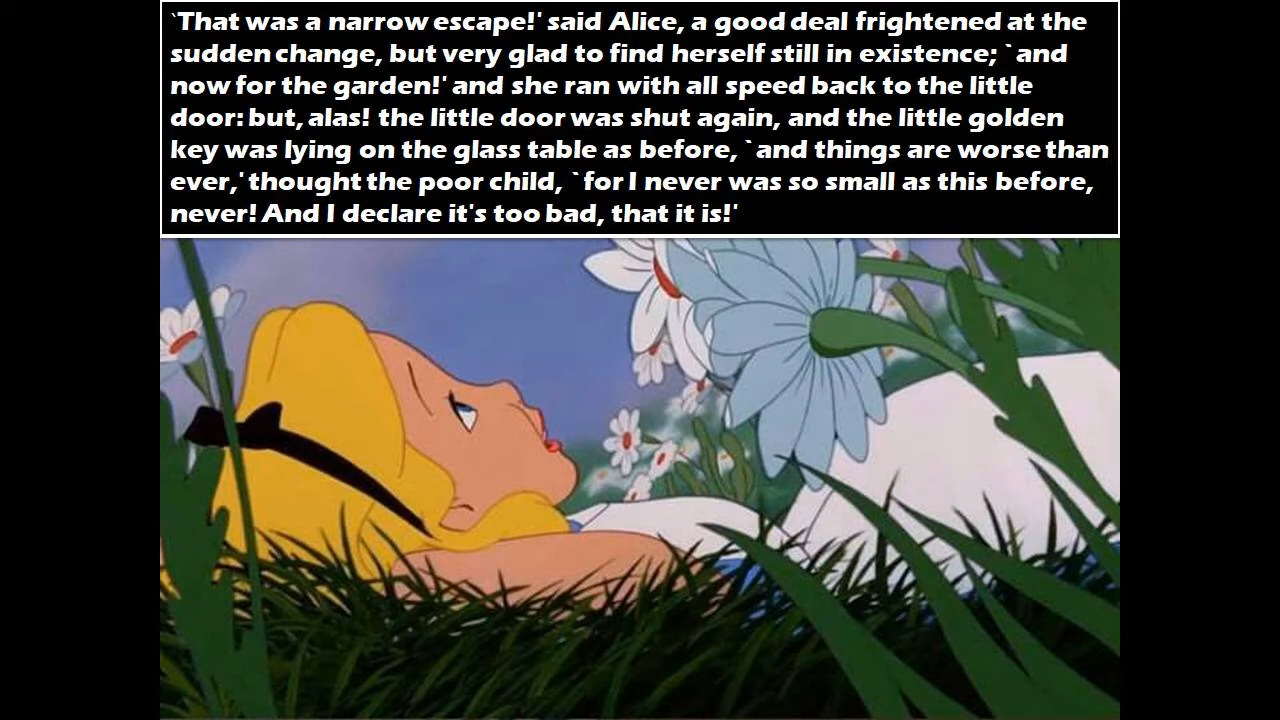 `That was a narrow escape!' said Alice, a good deal frightened at the
sudden change, but very glad to find herself still in existence; `and
now for the garden!' and she ran with all speed back to the little
door: but, alas! the little door was shut again, and the little golden
key was lying on the glass table as before, `and things are worse than
ever,' thought the poor child, `for I never was so small as this before,
never! And I declare it's too bad, that it is!'